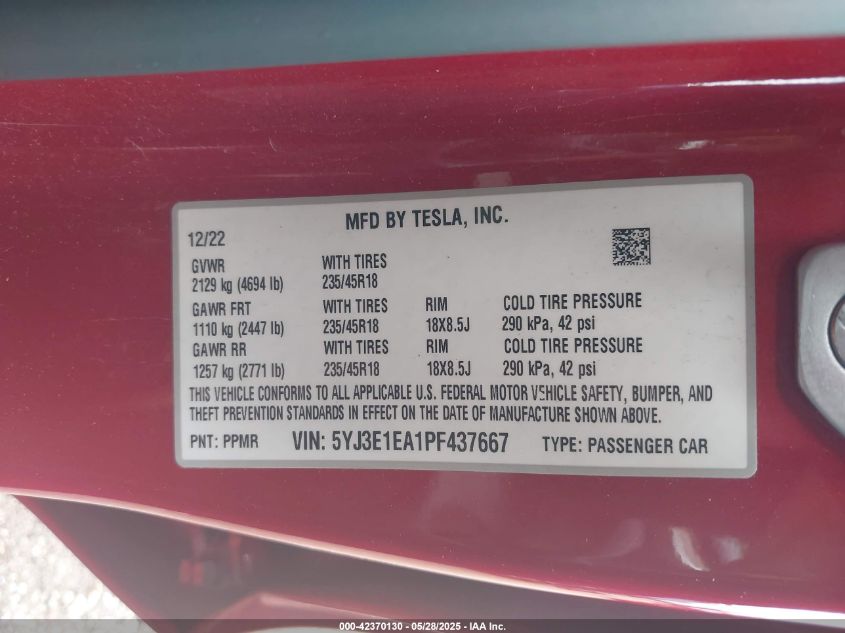 MFD BY TESLA, INC.
12/22
GVWR WITH TIRES
2129 kg (4694 lb) 235/45R18
GAWR FRT WITH TIRES RIM COLD TIRE PRESSURE
1110 kg (2447 lb) 235/45R18 18X8.5J 290 kPa, 42 psi
GAWR RR WITH TIRES RIM COLD TIRE PRESSURE
1257 kg (2771 lb) 235/45R18 18X8.5J 290 kPa, 42 psi
THIS VEHICLE CONFORMS TO ALL APPLICABLE U.S. FEDERAL MOTOR VEHICLE SAFETY, BUMPER, AND
THEFT PREVENTION STANDARDS IN EFFECT ON THE DATE OF MANUFACTURE SHOWN ABOVE.
PNT: PPMR VIN: 5YJ3E1EA1PF437667 TYPE: PASSENGER CAR
000-42370130 - 05/28/2025 - IAA Inc.